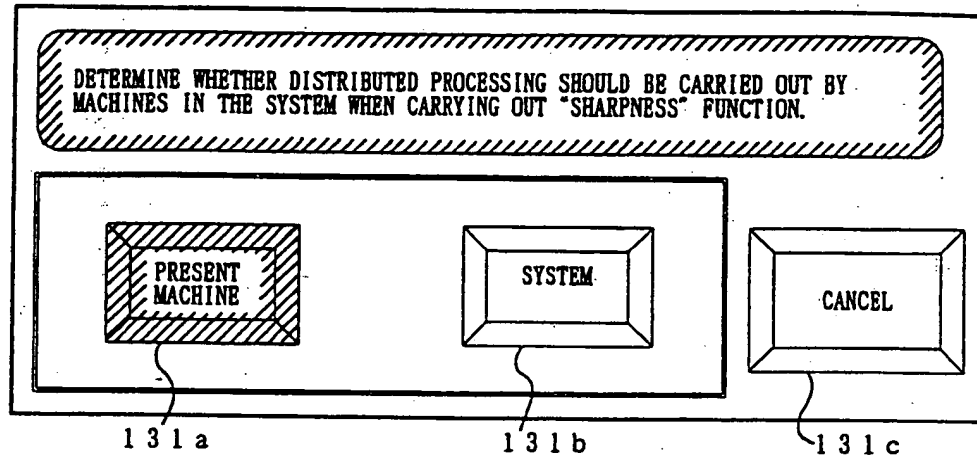 DETERMINE WHETHER DISTRIBUTED PROCESSING SHOULD BE CARRIED OUT BY
MACHINES IN THE SYSTEM WHEN CARRYING OUT "SHARPNESS" FUNCTION.
PRESENT
MACHINE
SYSTEM
CANCEL
131a
131b
131c